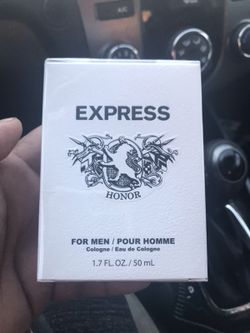 EXPRESS
HONOR
FOR MEN / POUR HOMME
Cologne / Eau de Cologne
1.7 FL. OZ. / 50 mL